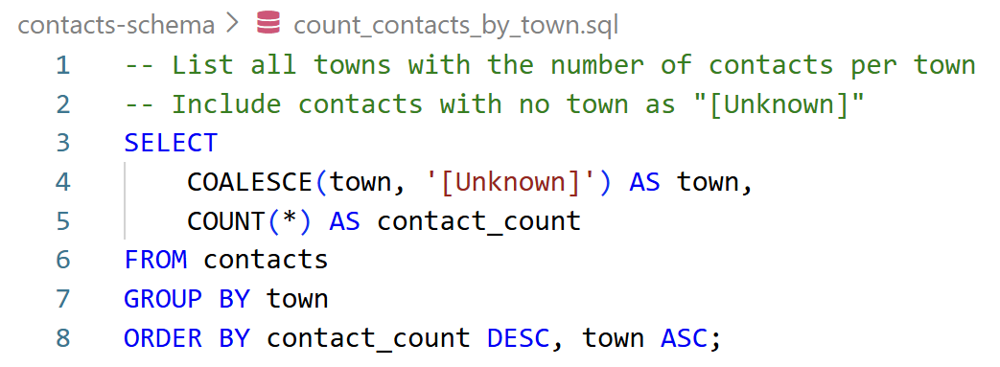 contacts-schema > count_contacts_by_town.sql
1 -- List all towns with the number of contacts per town
2 -- Include contacts with no town as "[Unknown]"
3 SELECT
4     COALESCE(town, '[Unknown]') AS town,
5     COUNT(*) AS contact_count
6 FROM contacts
7 GROUP BY town
8 ORDER BY contact_count DESC, town ASC;